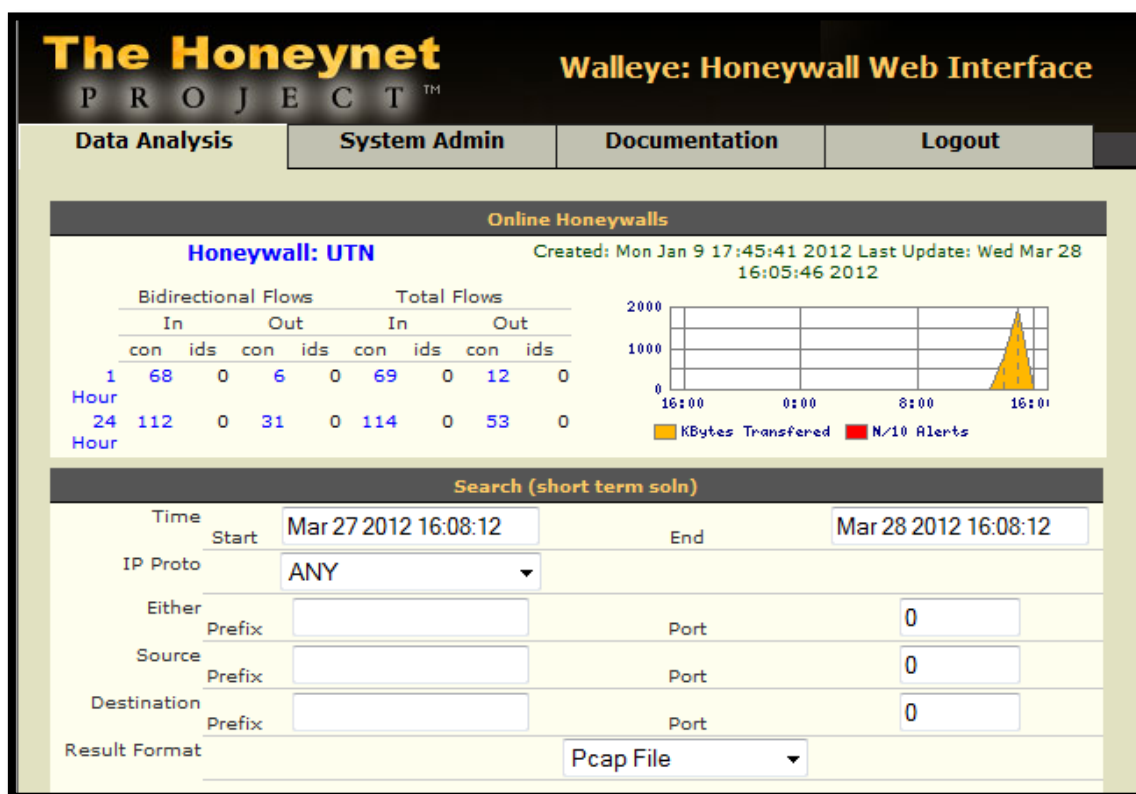 The Honeynet
PROJECT™
Walleye: Honeywall Web Interface
Data Analysis System Admin Documentation Logout
Online Honeywalls
Honeywall: UTN
Created: Mon Jan 9 17:45:41 2012 Last Update: Wed Mar 28
16:05:46 2012
Bidirectional Flows Total Flows
In Out In Out
con ids con ids con ids con ids
1 68 0 6 0 69 0 12 0
Hour
24 112 0 31 0 114 0 53 0
Hour
2000
1000
0
16:00 0:00 8:00 16:0
KBytes Transfered N/10 Alerts
Search (short term soln)
Time Start Mar 27 2012 16:08:12 End Mar 28 2012 16:08:12
IP Proto ANY
Either Prefix Port 0
Source Prefix Port 0
Destination Prefix Port 0
Result Format Pcap File